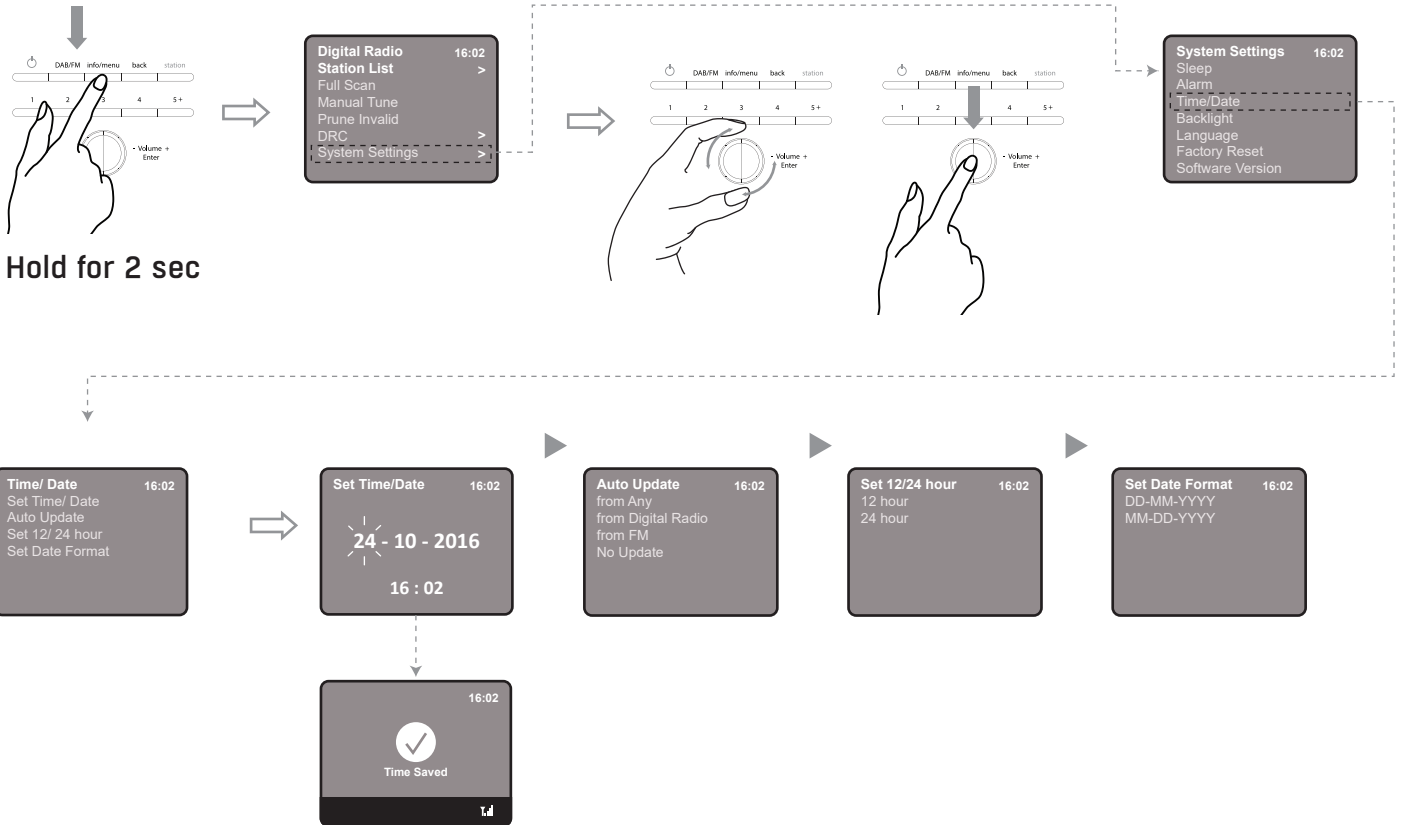 DAB/FM info/menu back station
1 2 3 4 5+
- Volume +
Enter
Hold for 2 sec
Digital Radio 16:02
Station List >
Full Scan
Manual Tune
Prune Invalid
DRC >
System Settings >
DAB/FM info/menu back station
1 2 3 4 5+
- Volume +
Enter
DAB/FM info/menu back station
1 2 4 5+
- Volume +
Enter
System Settings 16:02
Sleep
Alarm
Time/Date
Backlight
Language
Factory Reset
Software Version
Time/ Date 16:02
Set Time/ Date
Auto Update
Set 12/ 24 hour
Set Date Format
Set Time/Date 16:02
24 - 10 - 2016
16 : 02
16:02
Time Saved
Auto Update 16:02
from Any
from Digital Radio
from FM
No Update
Set 12/24 hour 16:02
12 hour
24 hour
Set Date Format 16:02
DD-MM-YYYY
MM-DD-YYYY